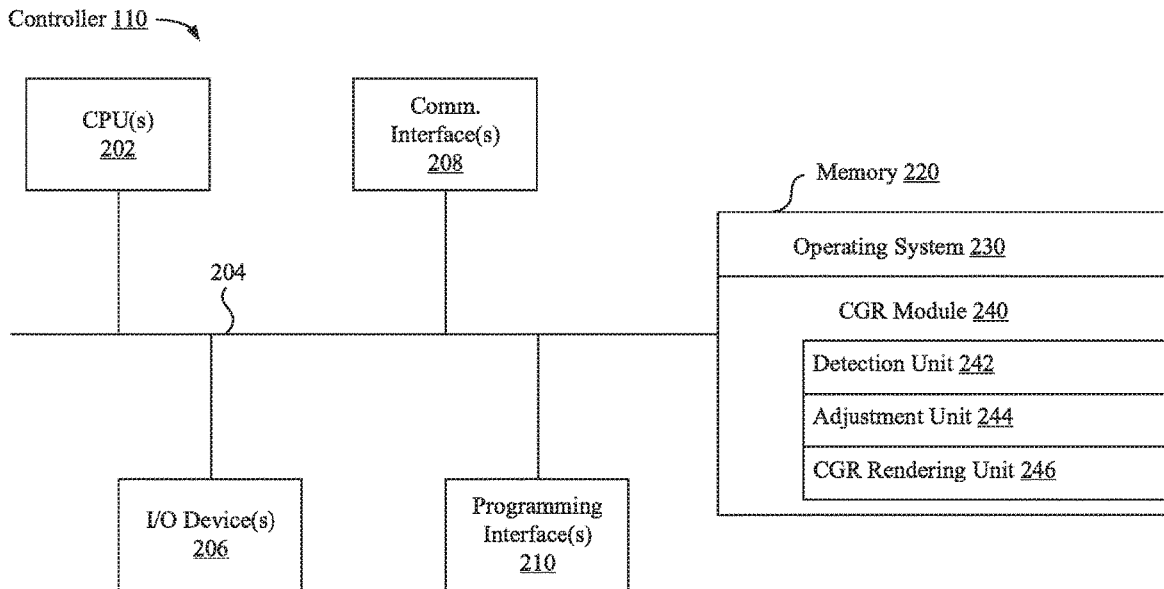 Controller 110
CPU(s)
202
Comm.
Interface(s)
208
Memory 220
Operating System 230
204
CGR Module 240
Detection Unit 242
Adjustment Unit 244
CGR Rendering Unit 246
I/O Device(s)
206
Programming
Interface(s)
210